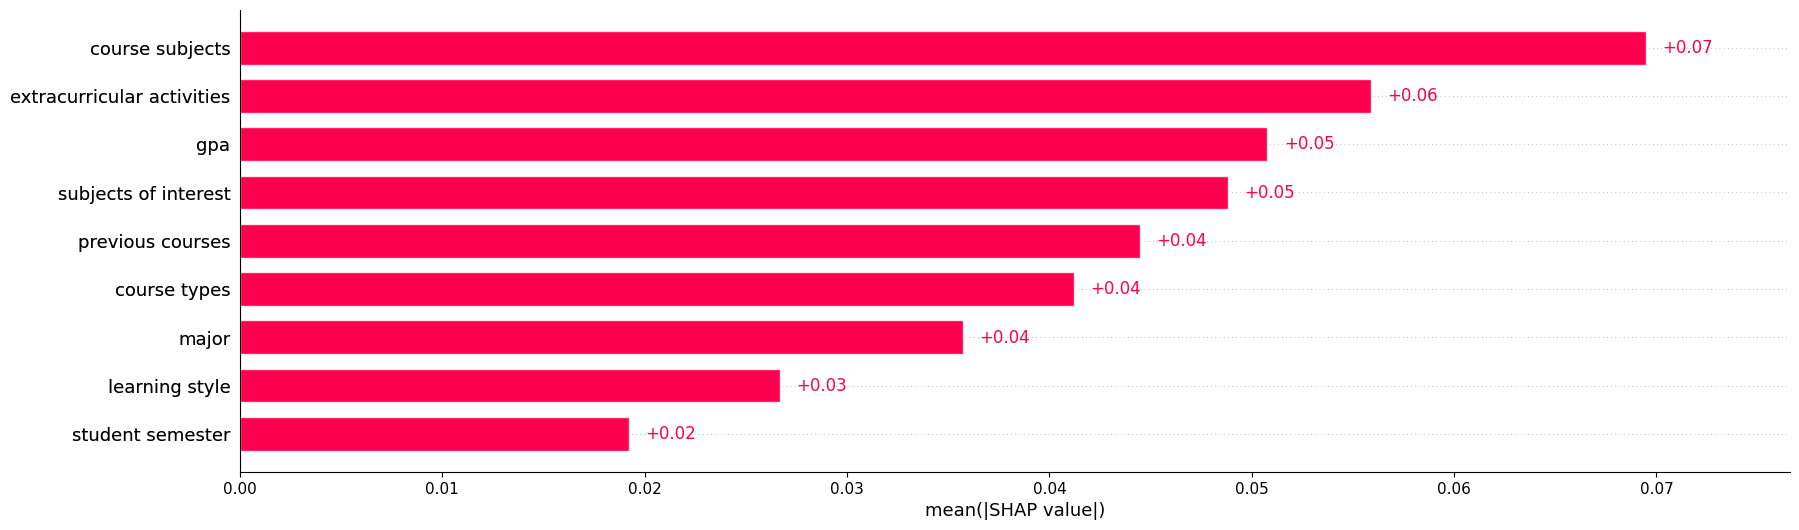 course subjects +0.07
extracurricular activities +0.06
gpa +0.05
subjects of interest +0.05
previous courses +0.04
course types +0.04
major +0.04
learning style +0.03
student semester +0.02
0.00 0.01 0.02 0.03 0.04 0.05 0.06 0.07
mean(|SHAP value|)